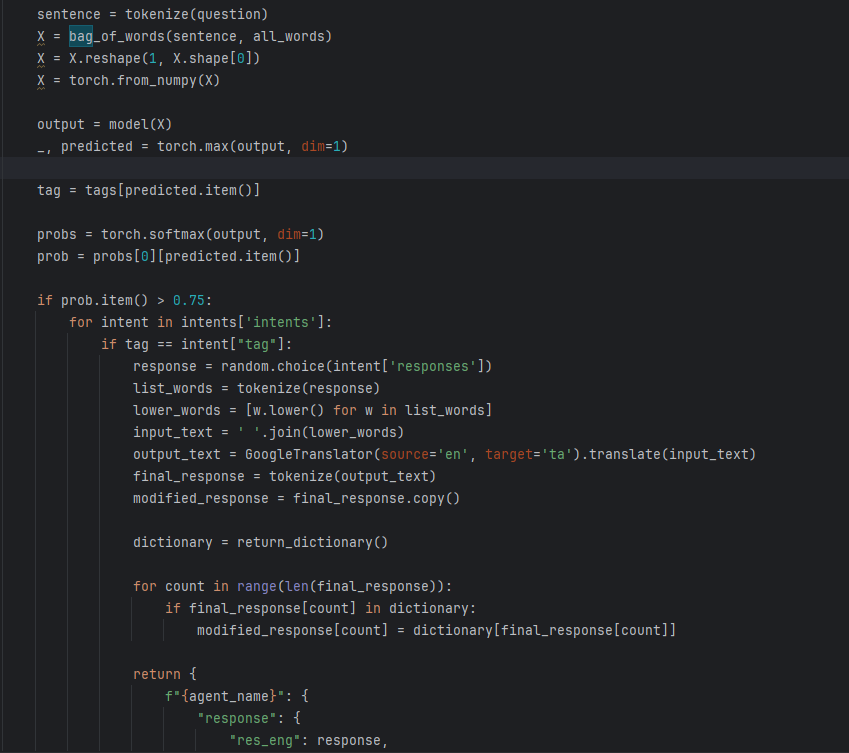 sentence = tokenize(question)
X = bag_of_words(sentence, all_words)
X = X.reshape(1, X.shape[0])
X = torch.from_numpy(X)
output = model(X)
_, predicted = torch.max(output, dim=1)
tag = tags[predicted.item()]
probs = torch.softmax(output, dim=1)
prob = probs[0][predicted.item()]
if prob.item() > 0.75:
for intent in intents['intents']:
if tag == intent["tag"]:
response = random.choice(intent['responses'])
list_words = tokenize(response)
lower_words = [w.lower() for w in list_words]
input_text = ' '.join(lower_words)
output_text = GoogleTranslator(source='en', target='ta').translate(input_text)
final_response = tokenize(output_text)
modified_response = final_response.copy()
dictionary = return_dictionary()
for count in range(len(final_response)):
if final_response[count] in dictionary:
modified_response[count] = dictionary[final_response[count]]
return {
f"{agent_name}": {
"response": {
"res_eng": response,